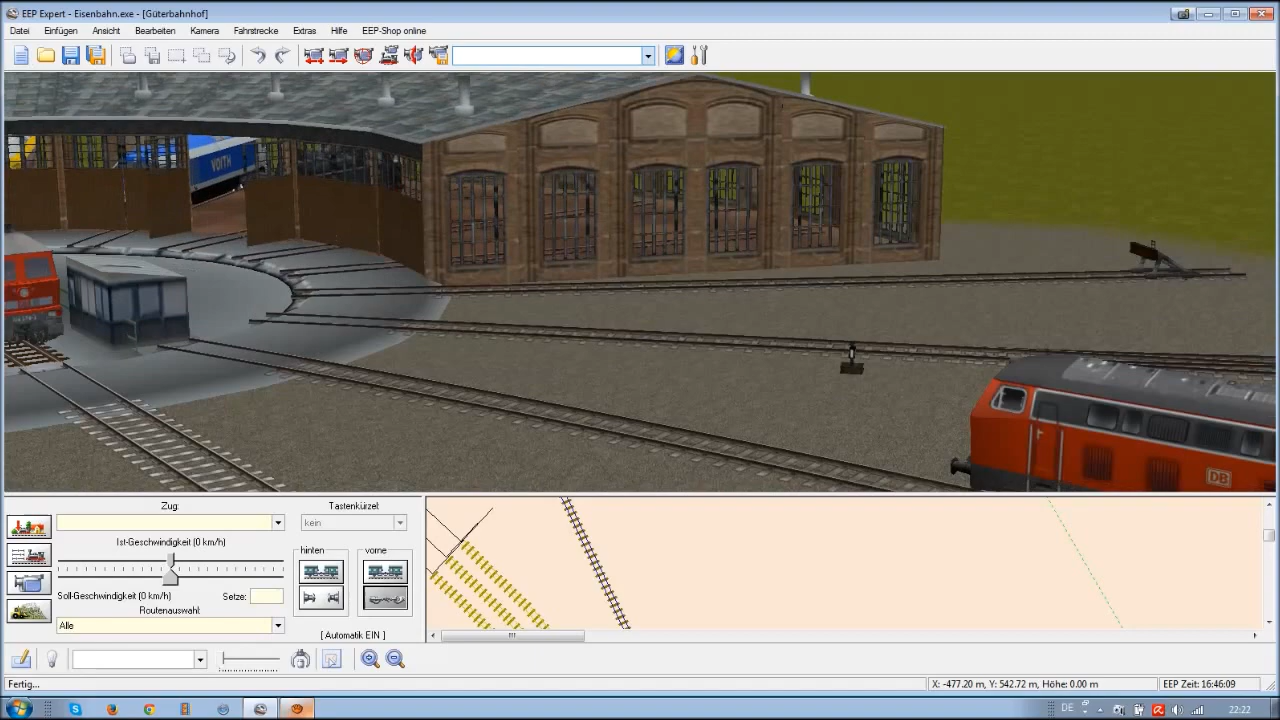 EEP Expert - Eisenbahn.exe - [Güterbahnhof]
Datei Einfügen Ansicht Bearbeiten Kamera Fahrstrecke Extras Hilfe EEP-Shop online
VOITH
DB
Zug:
Tastenkürzel:
kein
Ist-Geschwindigkeit (0 km/h)
hinten
vorne
Soll-Geschwindigkeit (0 km/h)
Setze:
Routenauswahl:
Alle
[ Automatik EIN ]
Fertig...
X: -477.20 m, Y: 542.72 m, Höhe: 0.00 m
EEP Zeit: 16:46:09
DE
22:22